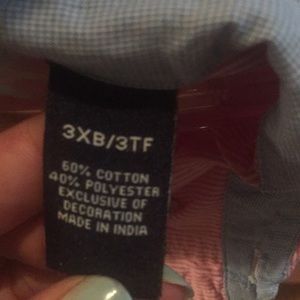 3XB/3TF
60% COTTON
40% POLYESTER
EXCLUSIVE OF
DECORATION
MADE IN INDIA